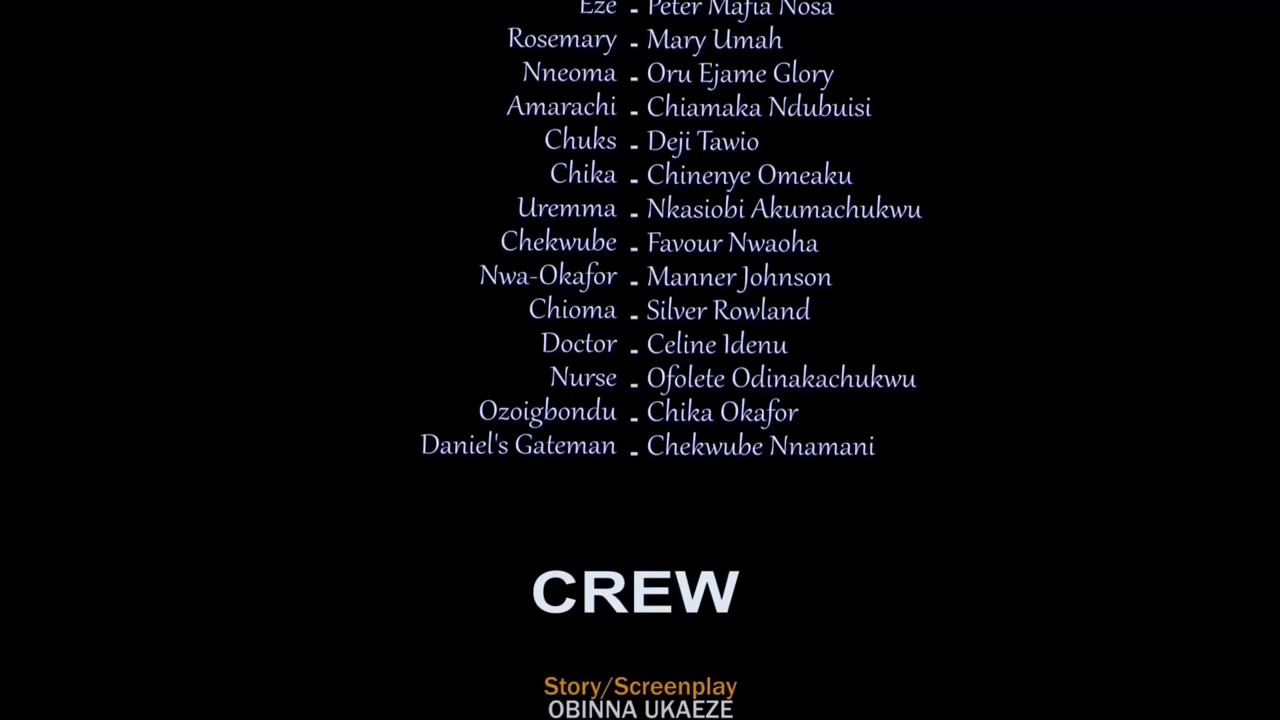 Eze - Peter Mafia Nosa
Rosemary - Mary Umah
Nneoma - Oru Ejame Glory
Amarachi - Chiamaka Ndubuisi
Chuks - Deji Tawio
Chika - Chinenye Omeaku
Uremma - Nkasiobi Akumachukwu
Chekwube - Favour Nwaoha
Nwa-Okafor - Manner Johnson
Chioma - Silver Rowland
Doctor - Celine Idenu
Nurse - Ofolete Odinakachukwu
Ozoigbondu - Chika Okafor
Daniel's Gateman - Chekwube Nnamani
CREW
Story/Screenplay
OBINNA UKAEZE